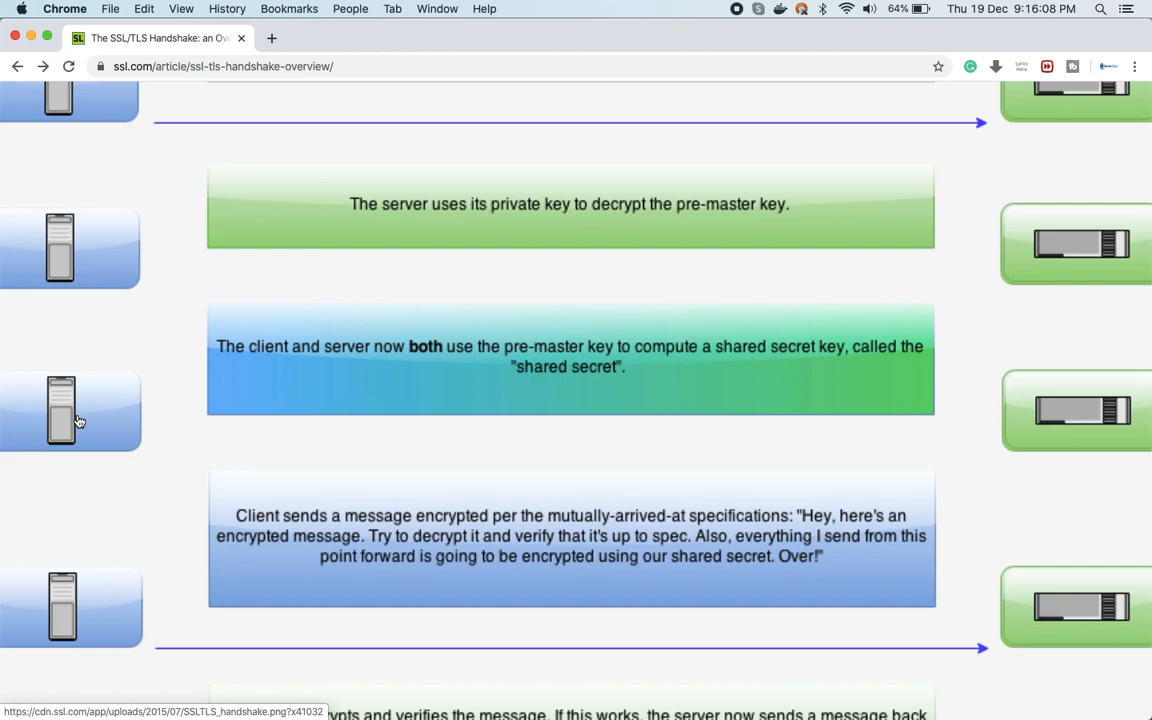 Chrome File Edit View History Bookmarks People Tab Window Help 64% Thu 19 Dec 9:16:08 PM
SL The SSL/TLS Handshake: an Ov
ssl.com/article/ssl-tls-handshake-overview/
The server uses its private key to decrypt the pre-master key.
The client and server now both use the pre-master key to compute a shared secret key, called the
"shared secret".
Client sends a message encrypted per the mutually-arrived-at specifications: "Hey, here's an
encrypted message. Try to decrypt it and verify that it's up to spec. Also, everything I send from this
point forward is going to be encrypted using our shared secret. Over!"
https://cdn.ssl.com/app/uploads/2015/07/SSLTLS_handshake.png?x41032
ypts and verifies the message. If this works, the server now sends a message back